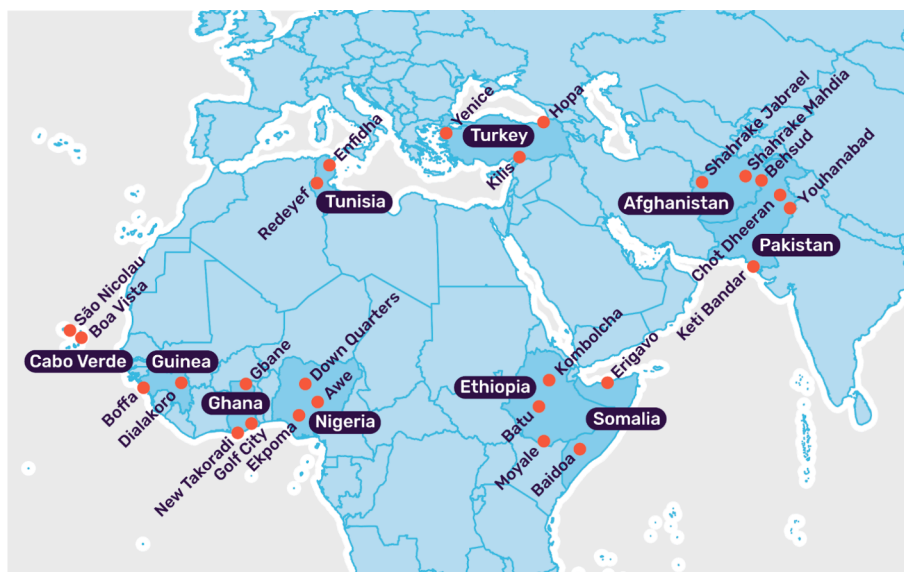 Yenice
Hopa
Turkey
Kilis
Enfidha
Redeyef
Tunisia
Shahrake Jabrael
Shahrake Mahdia
Behsud
Youhanabad
Afghanistan
Chot Dheeran
Pakistan
Keti Bandar
São Nicolau
Boa Vista
Cabo Verde
Guinea
Boffa
Dialakoro
Gbane
Ghana
New Takoradi
Golf City
Down Quarters
Awe
Ekpoma
Nigeria
Kombolcha
Erigavo
Ethiopia
Batu
Somalia
Moyale
Baidoa